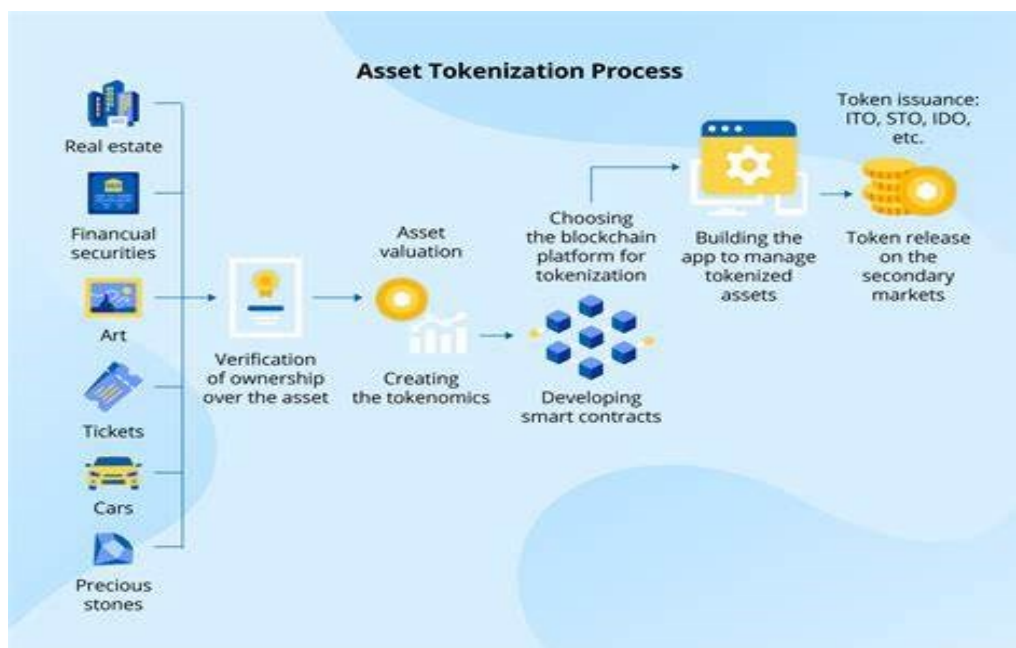 Asset Tokenization Process
Real estate
Financual
securities
Art
Tickets
Cars
Precious
stones
Verification
of ownership
over the asset
Asset
valuation
Creating
the tokenomics
Choosing
the blockchain
platform for
tokenization
Developing
smart contracts
Building the
app to manage
tokenized
assets
Token issuance:
ITO, STO, IDO,
etc.
Token release
on the
secondary
markets